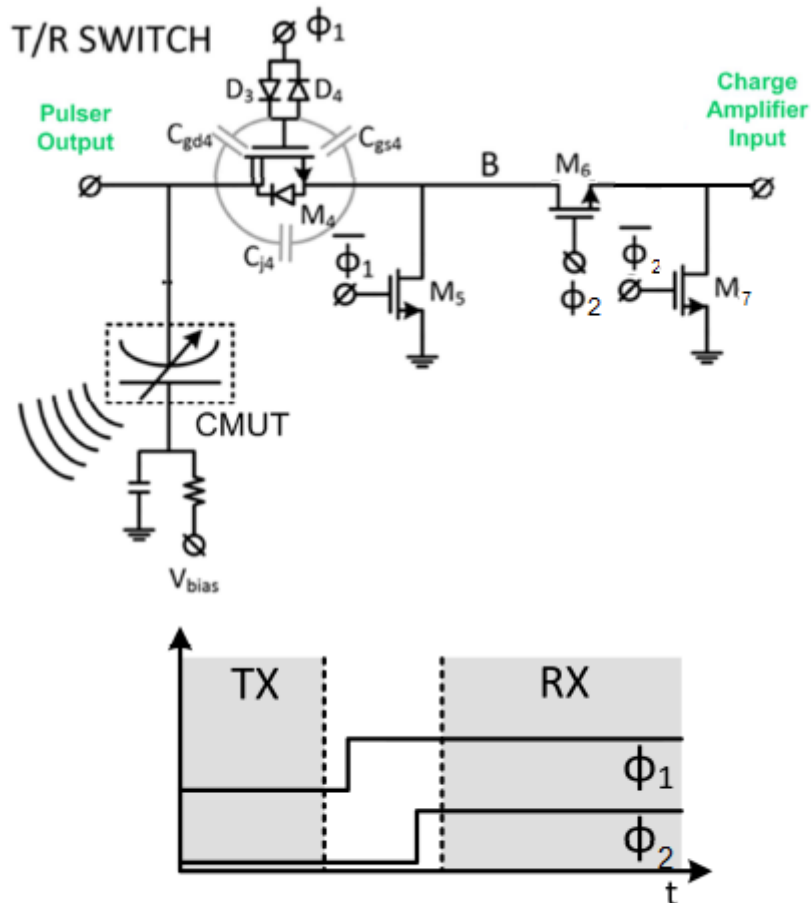 T/R SWITCH
ϕ1
D3 D4
Pulser
Output
Charge
Amplifier
Input
Cgd4
Cgs4
B
M6
M4
Cj4
ϕ̅1
M5
ϕ2
ϕ̅2
M7
CMUT
Vbias
TX
RX
ϕ1
ϕ2
t